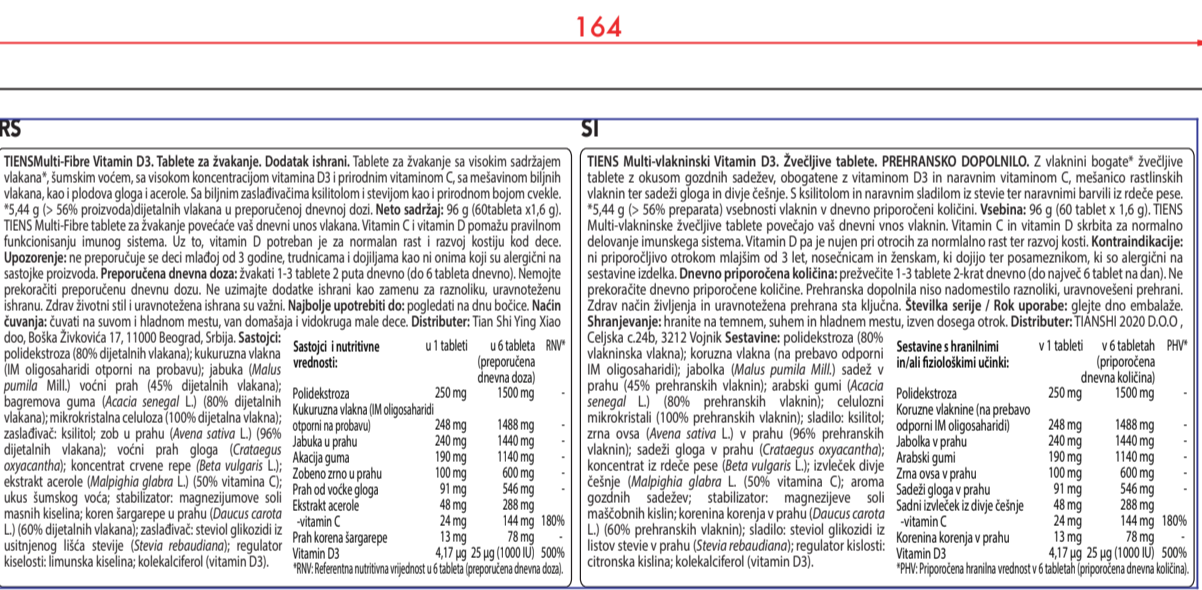 164
RS
TIENSMulti-Fibre Vitamin D3. Tablete za žvakanje. Dodatak ishrani. Tablete za žvakanje sa visokim sadržajem
vlakana*, šumskim voćem, sa visokom koncentracijom vitamina D3 i prirodnim vitaminom C, sa mešavinom biljnih
vlakana, kao i plodova gloga i acerole. Sa biljnim zaslađivačima ksilitolom i stevijom kao i prirodnom bojom cvekle.
*5,44 g (> 56% proizvoda)dijetalnih vlakana u preporučenoj dnevnoj dozi. Neto sadržaj: 96 g (60tableta x1,6 g).
TIENS Multi-Fibre tablete za žvakanje povećaće vaš dnevni unos vlakana. Vitamin C i vitamin D pomažu pravilnom
funkcionisanju imunog sistema. Uz to, vitamin D potreban je za normalan rast i razvoj kostiju kod dece.
Upozorenje: ne preporučuje se deci mlađoj od 3 godine, trudnicama i dojiljama kao ni onima koji su alergični na
sastojke proizvoda. Preporučena dnevna doza: žvakati 1-3 tablete 2 puta dnevno (do 6 tableta dnevno). Nemojte
prekoračiti preporučenu dnevnu dozu. Ne uzimajte dodatke ishrani kao zamenu za raznoliku, uravnoteženu
ishranu. Zdrav životni stil i uravnotežena ishrana su važni. Najbolje upotrebiti do: pogledati na dnu bočice. Način
čuvanja: čuvati na suvom i hladnom mestu, van domašaja i vidokruga male dece. Distributer: Tian Shi Ying Xiao
doo, Boška Živkovića 17, 11000 Beograd, Srbija. Sastojci:
polidekstroza (80% dijetalnih vlakana); kukuruzna vlakna
(IM oligosaharidi otporni na probavu); jabuka (Malus
pumila Mill.) voćni prah (45% dijetalnih vlakana);
bagremova guma (Acacia senegal L.) (80% dijetalnih
vlakana); mikrokristalna celuloza (100% dijetalna vlakna);
zaslađivač: ksilitol; zob u prahu (Avena sativa L.) (96%
dijetalnih vlakana); voćni prah gloga (Crataegus
oxyacantha); koncentrat crvene repe (Beta vulgaris L.);
ekstrakt acerole (Malpighia glabra L.) (50% vitamina C);
ukus šumskog voća; stabilizator: magnezijumove soli
masnih kiselina; koren šargarepe u prahu (Daucus carota
L.) (60% dijetalnih vlakana); zaslađivač: steviol glikozidi iz
usitnjenog lišća stevije (Stevia rebaudiana); regulator
kiselosti: limunska kiselina; kolekalciferol (vitamin D3).
Sastojci i nutritivne vrednosti: u 1 tableti u 6 tableta (preporučena dnevna doza) RNV*
Polidekstroza 250 mg 1500 mg -
Kukuruzna vlakna (IM oligosaharidi
otporni na probavu) 248 mg 1488 mg -
Jabuka u prahu 240 mg 1440 mg -
Akacija guma 190 mg 1140 mg -
Zobeno zrno u prahu 100 mg 600 mg -
Prah od voćke gloga 91 mg 546 mg -
Ekstrakt acerole 48 mg 288 mg
-vitamin C 24 mg 144 mg 180%
Prah korena šargarepe 13 mg 78 mg -
Vitamin D3 4,17 µg 25 µg (1000 IU) 500%
*RNV: Referentna nutritivna vrijednost u 6 tableta (preporučena dnevna doza).
SI
TIENS Multi-vlakninski Vitamin D3. Žvečljive tablete. PREHRANSKO DOPOLNILO. Z vlaknini bogate* žvečljive
tablete z okusom gozdnih sadežev, obogatene z vitaminom D3 in naravnim vitaminom C, mešanico rastlinskih
vlaknin ter sadeži gloga in divje češnje. S ksilitolom in naravnim sladilom iz stevie ter naravnimi barvili iz rdeče pese.
*5,44 g (> 56% preparata) vsebnosti vlaknin v dnevno priporočeni količini. Vsebina: 96 g (60 tablet x 1,6 g). TIENS
Multi-vlakninske žvečljive tablete povečajo vaš dnevni vnos vlaknin. Vitamin C in vitamin D skrbita za normalno
delovanje imunskega sistema. Vitamin D pa je nujen pri otrocih za normlalno rast ter razvoj kosti. Kontraindikacije:
ni priporočljivo otrokom mlajšim od 3 let, nosečnicam in ženskam, ki dojijo ter posameznikom, ki so alergični na
sestavine izdelka. Dnevno priporočena količina: prežvečite 1-3 tablete 2-krat dnevno (do največ 6 tablet na dan). Ne
prekoračite dnevno priporočene količine. Prehranska dopolnila niso nadomestilo raznoliki, uravnovešeni prehrani.
Zdrav način življenja in uravnotežena prehrana sta ključna. Številka serije / Rok uporabe: glejte dno embalaže.
Shranjevanje: hranite na temnem, suhem in hladnem mestu, izven dosega otrok. Distributer: TIANSHI 2020 D.O.O ,
Celjska c.24b, 3212 Vojnik Sestavine: polidekstroza (80%
vlakninska vlakna); koruzna vlakna (na prebavo odporni
IM oligosaharidi); jabolka (Malus pumila Mill.) sadež v
prahu (45% prehranskih vlaknin); arabski gumi (Acacia
senegal L.) (80% prehranskih vlaknin); celulozni
mikrokristali (100% prehranskih vlaknin); sladilo: ksilitol;
zrna ovsa (Avena sativa L.) v prahu (96% prehranskih
vlaknin); sadeži gloga v prahu (Crataegus oxyacantha);
koncentrat iz rdeče pese (Beta vulgaris L.); izvleček divje
češnje (Malpighia glabra L. (50% vitamina C); aroma
gozdnih sadežev; stabilizator: magnezijeve soli
maščobnih kislin; korenina korenja v prahu (Daucus carota
L.) (60% prehranskih vlaknin); sladilo: steviol glikozidi iz
listov stevie v prahu (Stevia rebaudiana); regulator kislosti:
citronska kislina; kolekalciferol (vitamin D3).
Sestavine s hranilnimi in/ali fiziološkimi učinki: v 1 tableti v 6 tabletah (priporočena dnevna količina) PHV*
Polidekstroza 250 mg 1500 mg -
Koruzne vlaknine (na prebavo
odporni IM oligosaharidi) 248 mg 1488 mg -
Jabolka v prahu 240 mg 1440 mg -
Arabski gumi 190 mg 1140 mg -
Zrna ovsa v prahu 100 mg 600 mg -
Sadeži gloga v prahu 91 mg 546 mg -
Sadni izvleček iz divje češnje 48 mg 288 mg
-vitamin C 24 mg 144 mg 180%
Korenina korenja v prahu 13 mg 78 mg -
Vitamin D3 4,17 µg 25 µg (1000 IU) 500%
*PHV: Priporočena hranilna vrednost v 6 tabletah (priporočena dnevna količina).